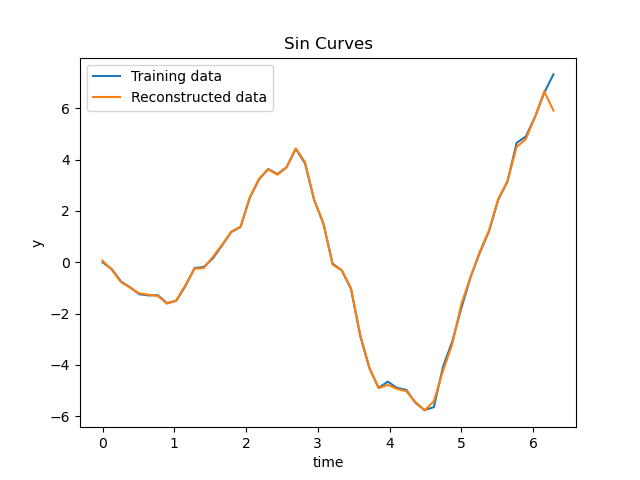 Sin Curves
Training data
Reconstructed data
6
4
2
0
−2
−4
−6
y
0 1 2 3 4 5 6
time